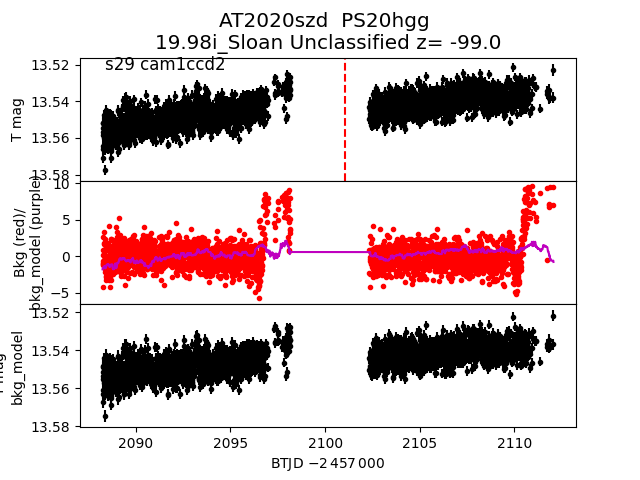 AT2020szd  PS20hgg
19.98i_Sloan Unclassified z= -99.0
s29 cam1ccd2
13.52
13.54
13.56
13.58
T mag
10
5
0
−5
Bkg (red)/
bkg_model (purple)
13.52
13.54
13.56
13.58
bkg_model
2090
2095
2100
2105
2110
BTJD −2 457 000